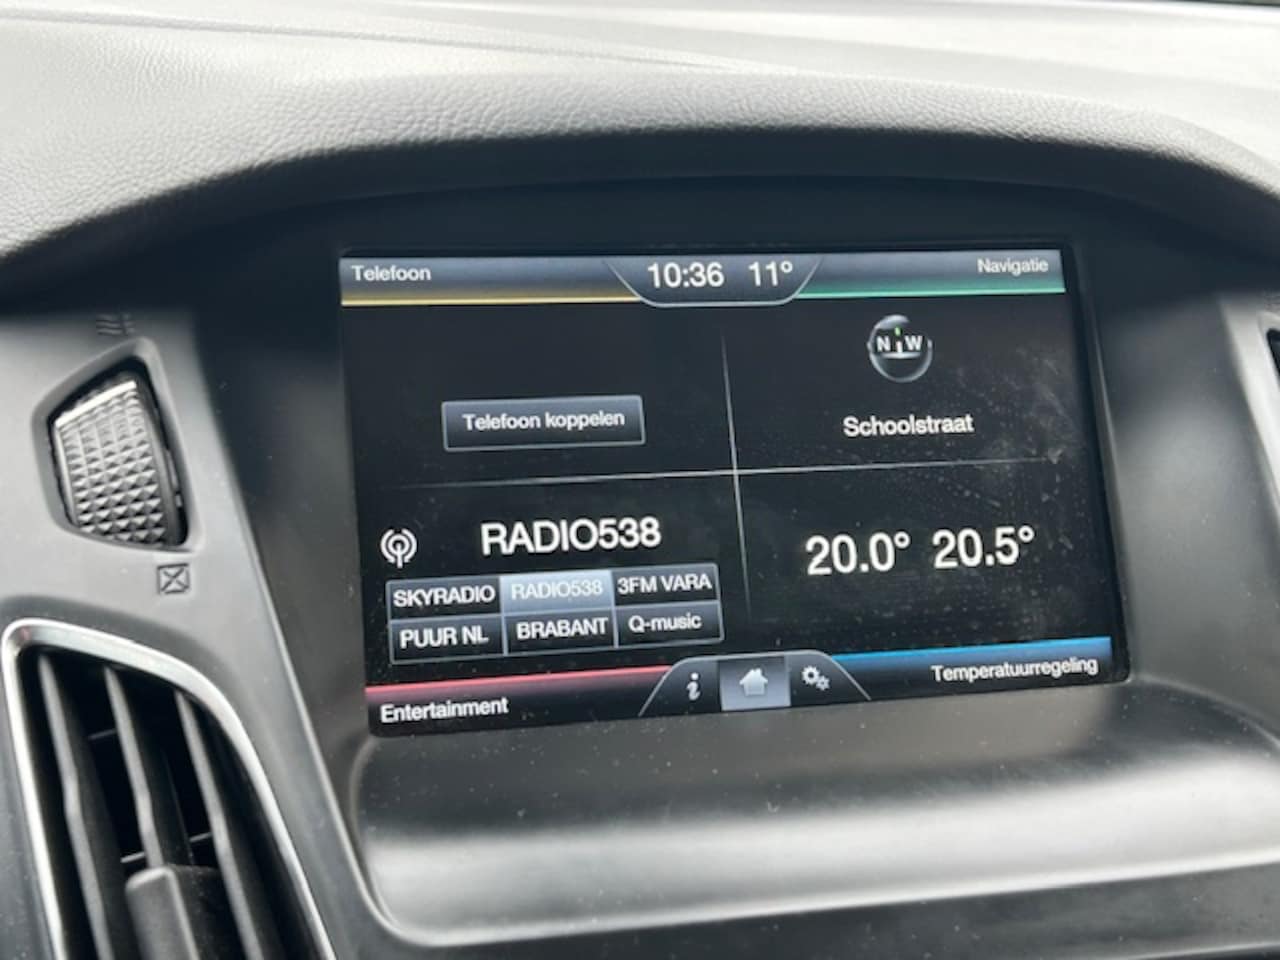 Telefoon
10:36 11°
Navigatie
N W
Telefoon koppelen
Schoolstraat
RADIO538
SKYRADIO RADIO538 3FM VARA
PUUR NL BRABANT Q-music
20.0° 20.5°
Entertainment
i
Temperatuurregeling